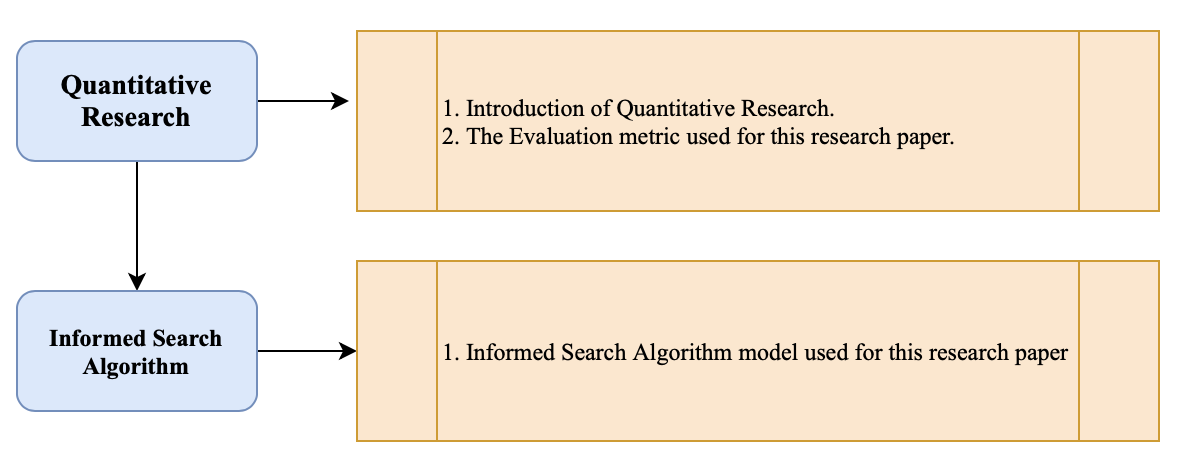 Quantitative
Research
1. Introduction of Quantitative Research.
2. The Evaluation metric used for this research paper.
Informed Search
Algorithm
1. Informed Search Algorithm model used for this research paper